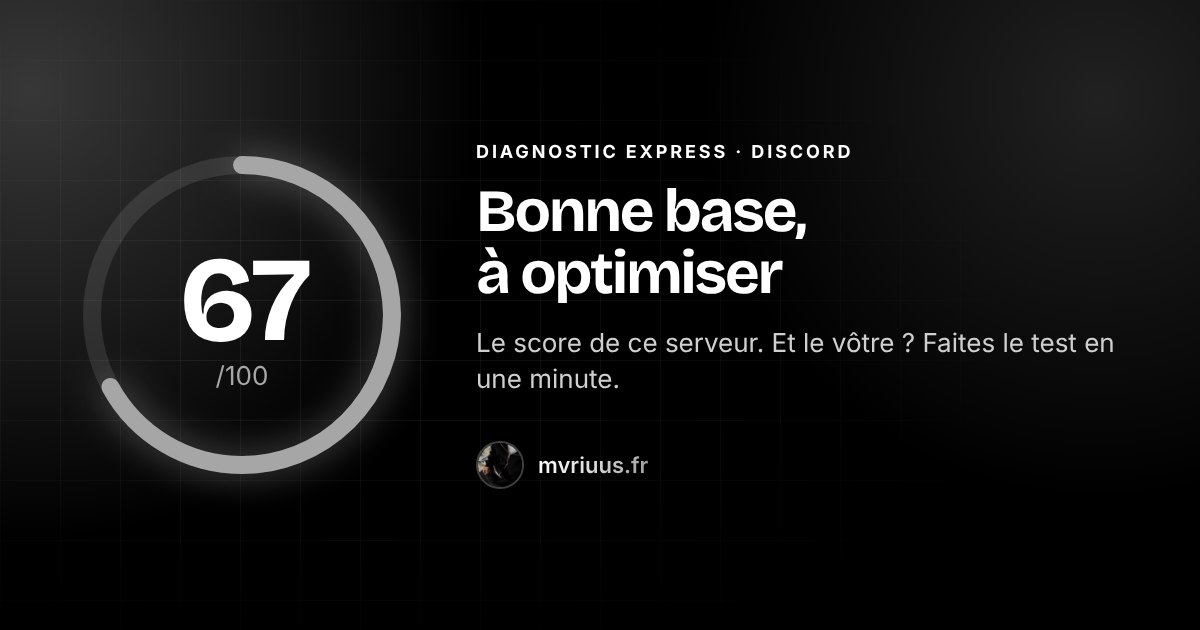 67
/100
DIAGNOSTIC EXPRESS · DISCORD
Bonne base,
à optimiser
Le score de ce serveur. Et le vôtre ? Faites le test en
une minute.
mvriuus.fr